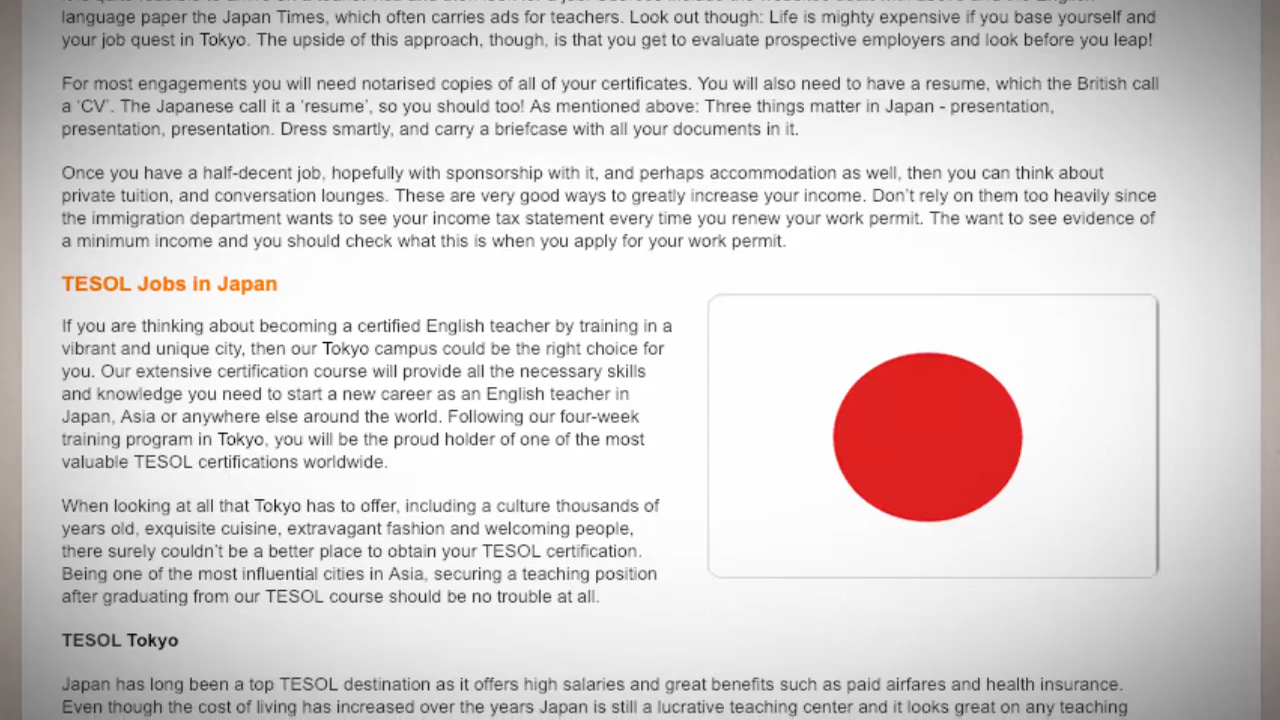 language paper the Japan Times, which often carries ads for teachers. Look out though: Life is mighty expensive if you base yourself and
your job quest in Tokyo. The upside of this approach, though, is that you get to evaluate prospective employers and look before you leap!
For most engagements you will need notarised copies of all of your certificates. You will also need to have a resume, which the British call
a ‘CV’. The Japanese call it a ‘resume’, so you should too! As mentioned above: Three things matter in Japan - presentation,
presentation, presentation. Dress smartly, and carry a briefcase with all your documents in it.
Once you have a half-decent job, hopefully with sponsorship with it, and perhaps accommodation as well, then you can think about
private tuition, and conversation lounges. These are very good ways to greatly increase your income. Don’t rely on them too heavily since
the immigration department wants to see your income tax statement every time you renew your work permit. The want to see evidence of
a minimum income and you should check what this is when you apply for your work permit.
TESOL Jobs in Japan
If you are thinking about becoming a certified English teacher by training in a
vibrant and unique city, then our Tokyo campus could be the right choice for
you. Our extensive certification course will provide all the necessary skills
and knowledge you need to start a new career as an English teacher in
Japan, Asia or anywhere else around the world. Following our four-week
training program in Tokyo, you will be the proud holder of one of the most
valuable TESOL certifications worldwide.
When looking at all that Tokyo has to offer, including a culture thousands of
years old, exquisite cuisine, extravagant fashion and welcoming people,
there surely couldn’t be a better place to obtain your TESOL certification.
Being one of the most influential cities in Asia, securing a teaching position
after graduating from our TESOL course should be no trouble at all.
TESOL Tokyo
Japan has long been a top TESOL destination as it offers high salaries and great benefits such as paid airfares and health insurance.
Even though the cost of living has increased over the years Japan is still a lucrative teaching center and it looks great on any teaching